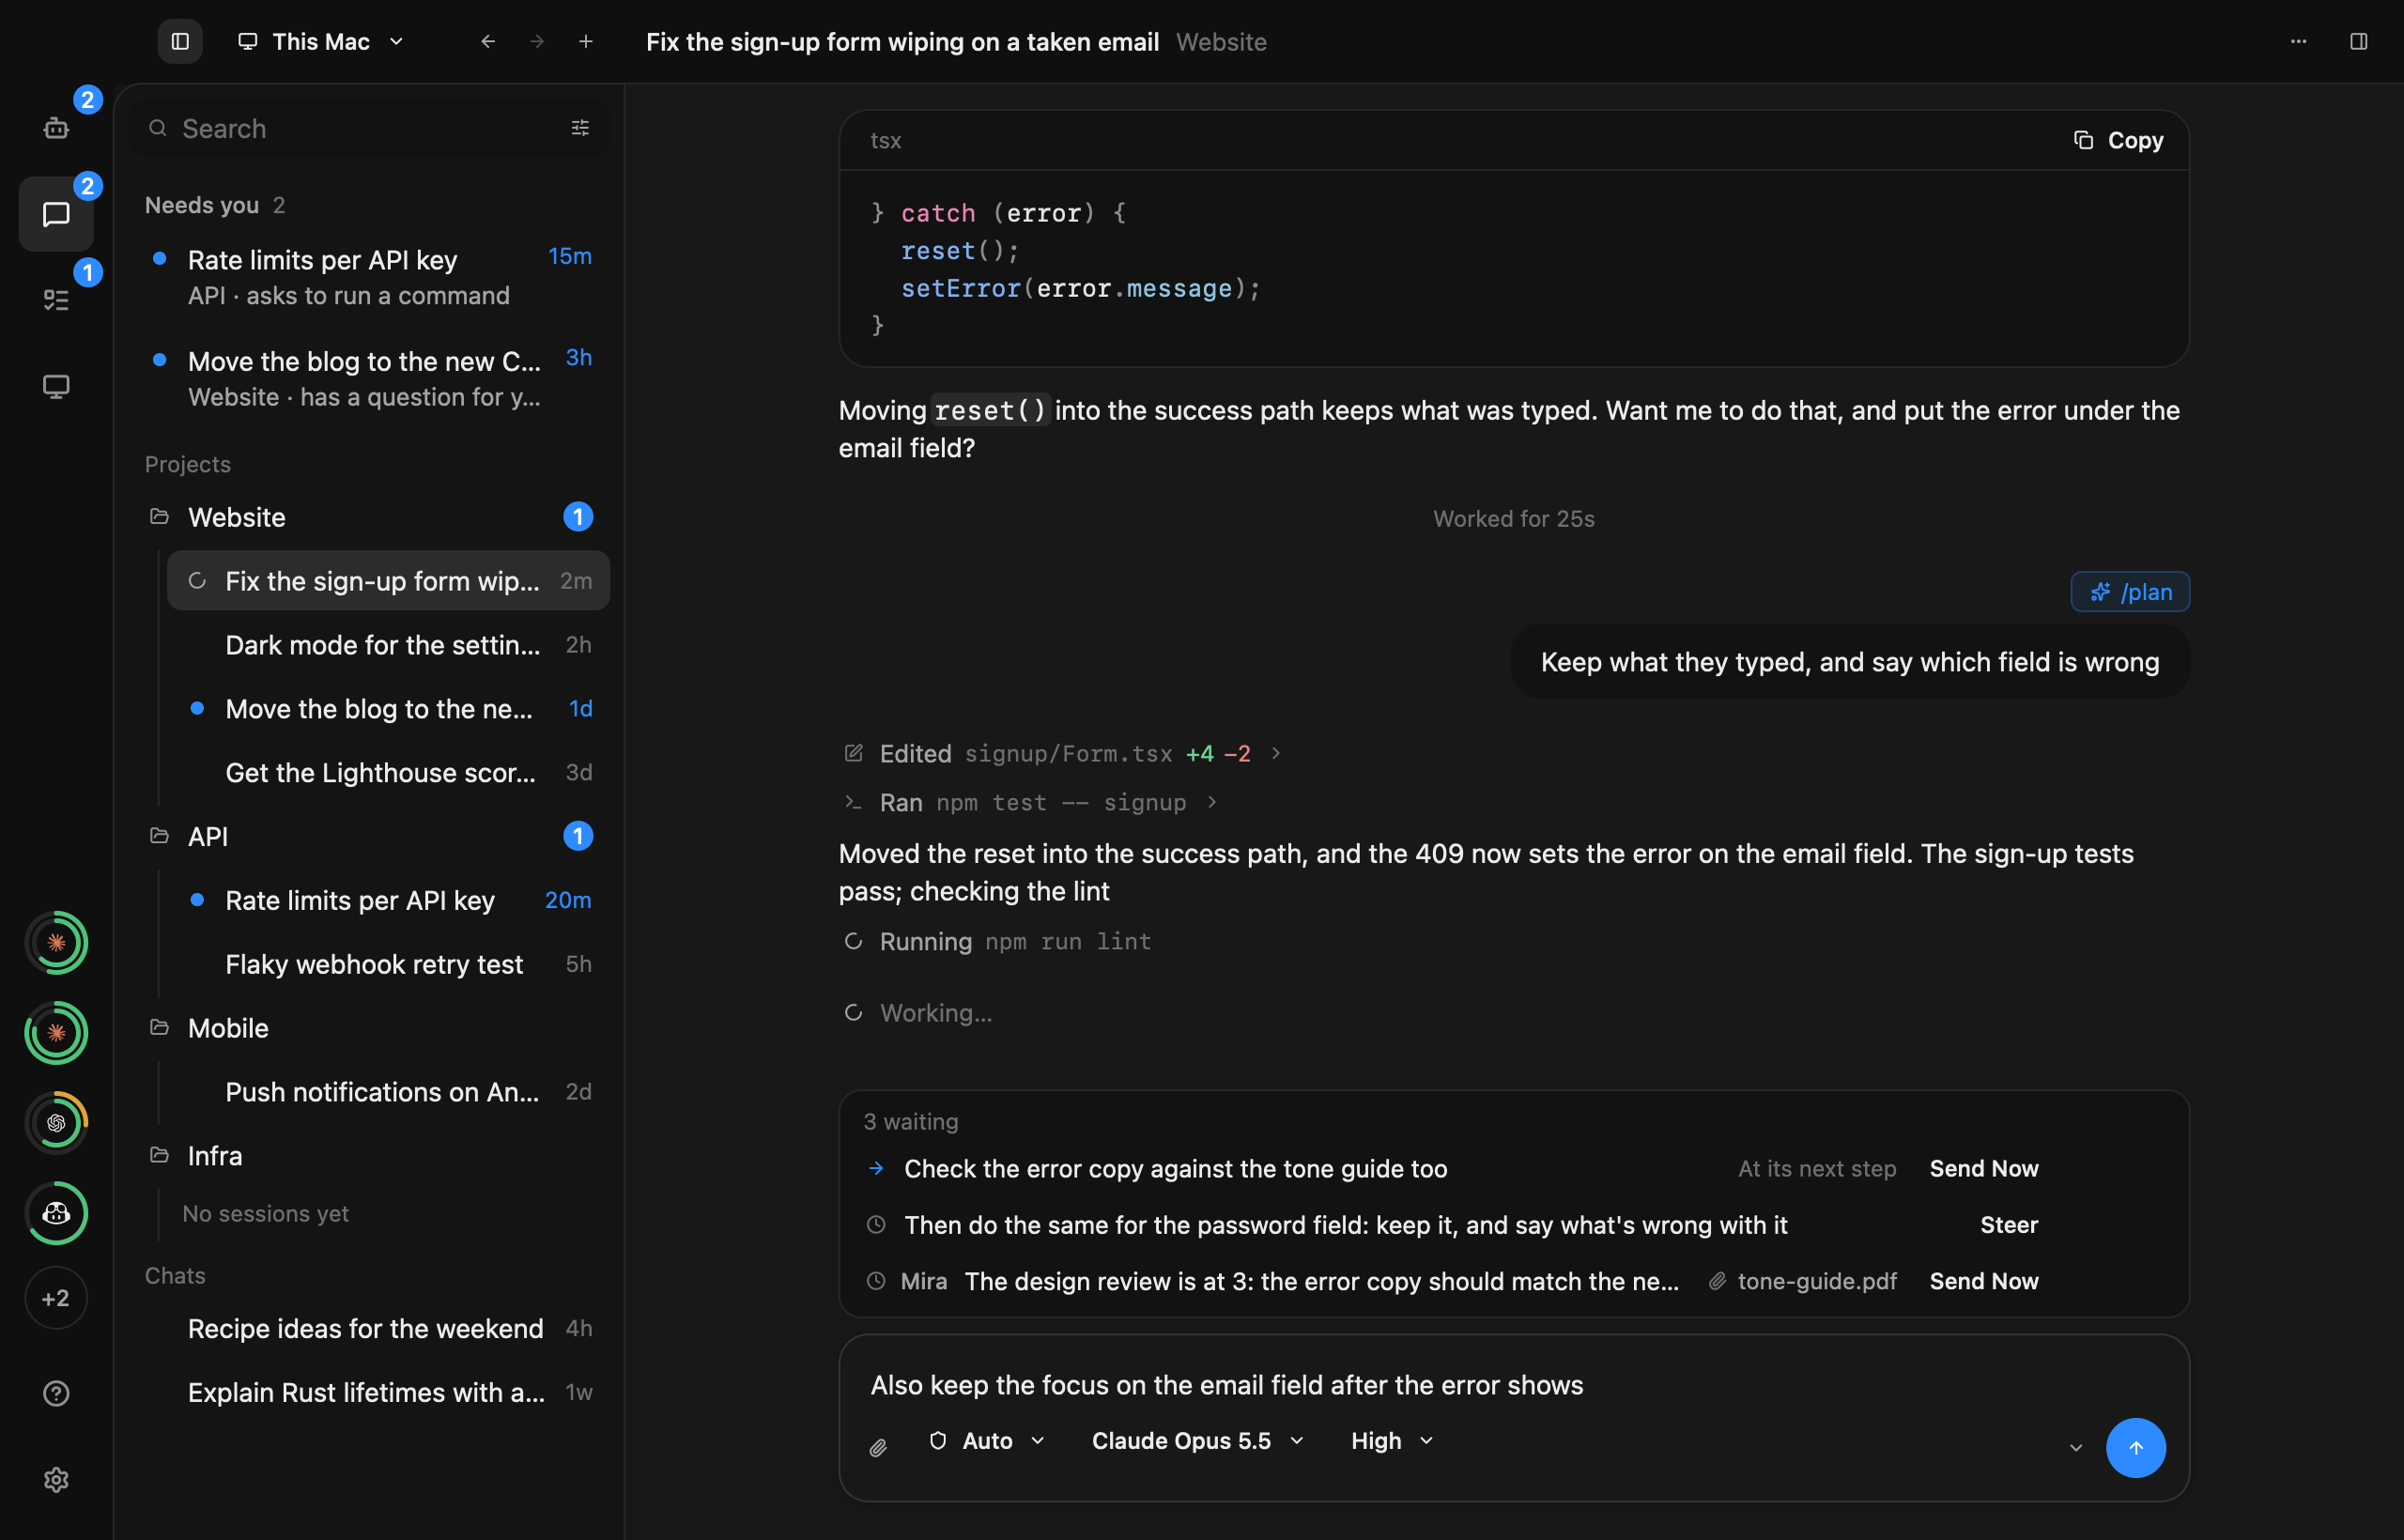 This Mac
Fix the sign-up form wiping on a taken email Website
2
2
1
Search
Needs you 2
Rate limits per API key 15m
API · asks to run a command
Move the blog to the new C... 3h
Website · has a question for y...
Projects
Website 1
Fix the sign-up form wip... 2m
Dark mode for the settin... 2h
Move the blog to the ne... 1d
Get the Lighthouse scor... 3d
API 1
Rate limits per API key 20m
Flaky webhook retry test 5h
Mobile
Push notifications on An... 2d
Infra
No sessions yet
Chats
Recipe ideas for the weekend 4h
Explain Rust lifetimes with a... 1w
+2
tsx Copy
} catch (error) {
reset();
setError(error.message);
}
Moving reset() into the success path keeps what was typed. Want me to do that, and put the error under the
email field?
Worked for 25s
/plan
Keep what they typed, and say which field is wrong
Edited signup/Form.tsx +4 −2
Ran npm test -- signup
Moved the reset into the success path, and the 409 now sets the error on the email field. The sign-up tests
pass; checking the lint
Running npm run lint
Working...
3 waiting
Check the error copy against the tone guide too At its next step Send Now
Then do the same for the password field: keep it, and say what's wrong with it Steer
Mira The design review is at 3: the error copy should match the ne... tone-guide.pdf Send Now
Also keep the focus on the email field after the error shows
Auto Claude Opus 5.5 High